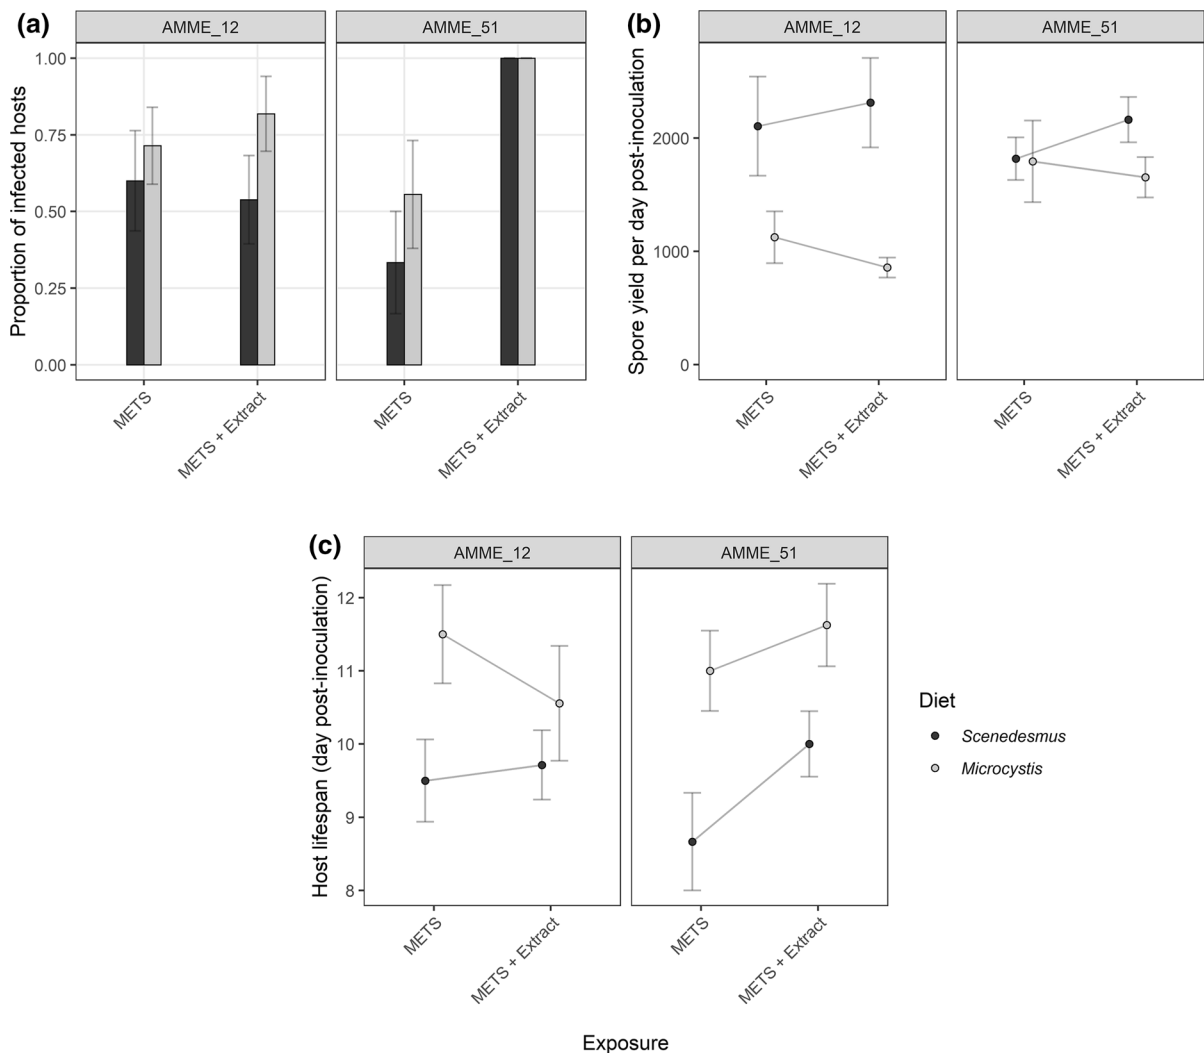 (a)
AMME_12
AMME_51
Proportion of infected hosts
1.00
0.75
0.50
0.25
0.00
METS
METS + Extract
METS
METS + Extract
(b)
AMME_12
AMME_51
Spore yield per day post-inoculation
2000
1000
0
METS
METS + Extract
METS
METS + Extract
(c)
AMME_12
AMME_51
Host lifespan (day post-inoculation)
12
11
10
9
8
METS
METS + Extract
METS
METS + Extract
Diet
Scenedesmus
Microcystis
Exposure